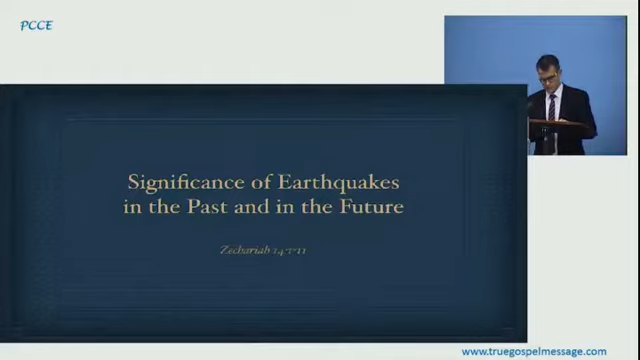 PCCE
Significance of Earthquakes
in the Past and in the Future
Zechariah 14:1-11
www.truegospelmessage.com